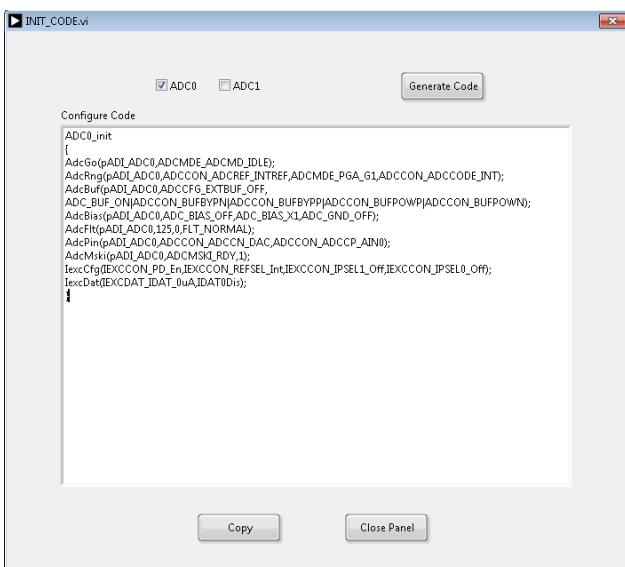 INIT_CODE.vi
ADC0
ADC1
Generate Code
Configure Code
ADC0_init
{
AdcGo(pADI_ADC0,ADCMDE_ADCMD_IDLE);
AdcRng(pADI_ADC0,ADCCON_ADCREF_INTREF,ADCMDE_PGA_G1,ADCCON_ADCCODE_INT);
AdcBuf(pADI_ADC0,ADCCFG_EXTBUF_OFF,
ADC_BUF_ON|ADCCON_BUFBYPN|ADCCON_BUFBYPP|ADCCON_BUFPOWP|ADCCON_BUFPOWN);
AdcBias(pADI_ADC0,ADC_BIAS_OFF,ADC_BIAS_X1,ADC_GND_OFF);
AdcFlt(pADI_ADC0,125,0,FLT_NORMAL);
AdcPin(pADI_ADC0,ADCCON_ADCCN_DAC,ADCCON_ADCCP_AIN0);
AdcMski(pADI_ADC0,ADCMSKI_RDY,1);
IexcCfg(IEXCCON_PD_En,IEXCCON_REFSEL_Int,IEXCCON_IPSEL1_Off,IEXCCON_IPSEL0_Off);
IexcDat(IEXCDAT_IDAT_0uA,IDAT0Dis);
}
Copy
Close Panel